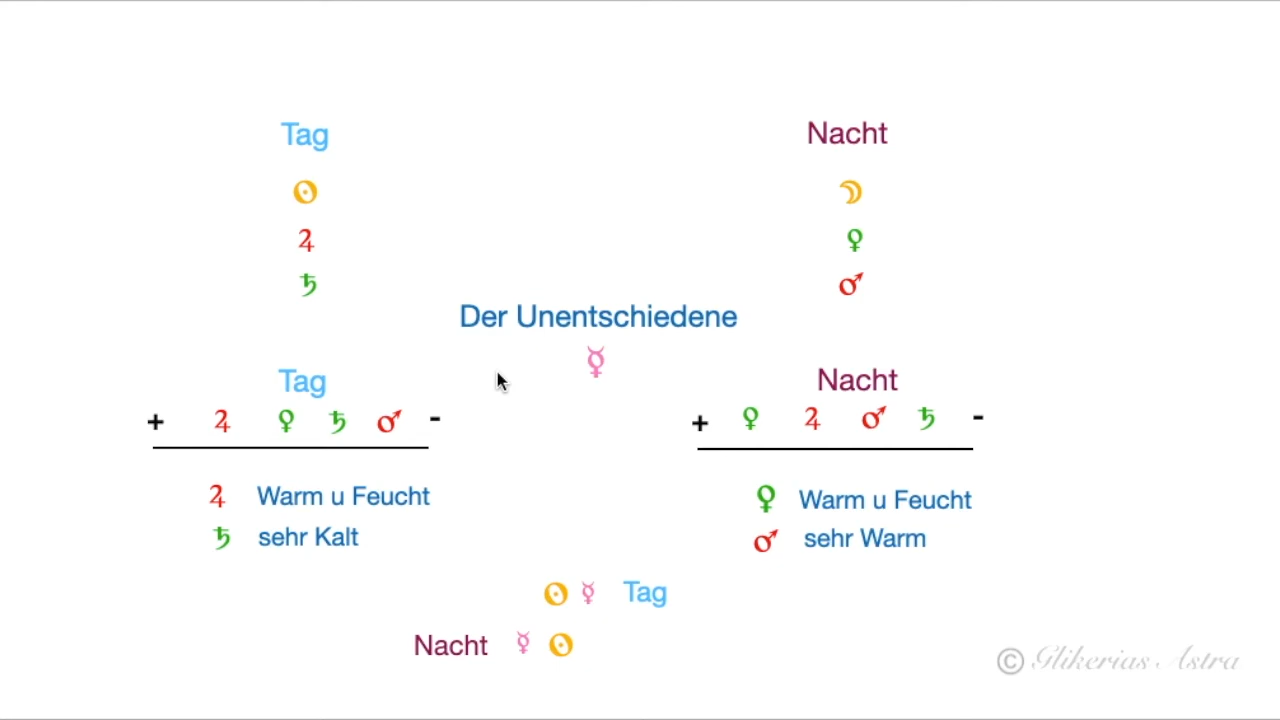 Tag Nacht
☉ ☽
♃ ♀
♄ ♂
Der Unentschiedene
☿
Tag Nacht
+ ♃ ♀ ♄ ♂ - + ♀ ♃ ♂ ♄ -
♃ Warm u Feucht ♀ Warm u Feucht
♄ sehr Kalt ♂ sehr Warm
☉ ☿ Tag
Nacht ☿ ☉
© Glikerias Astra